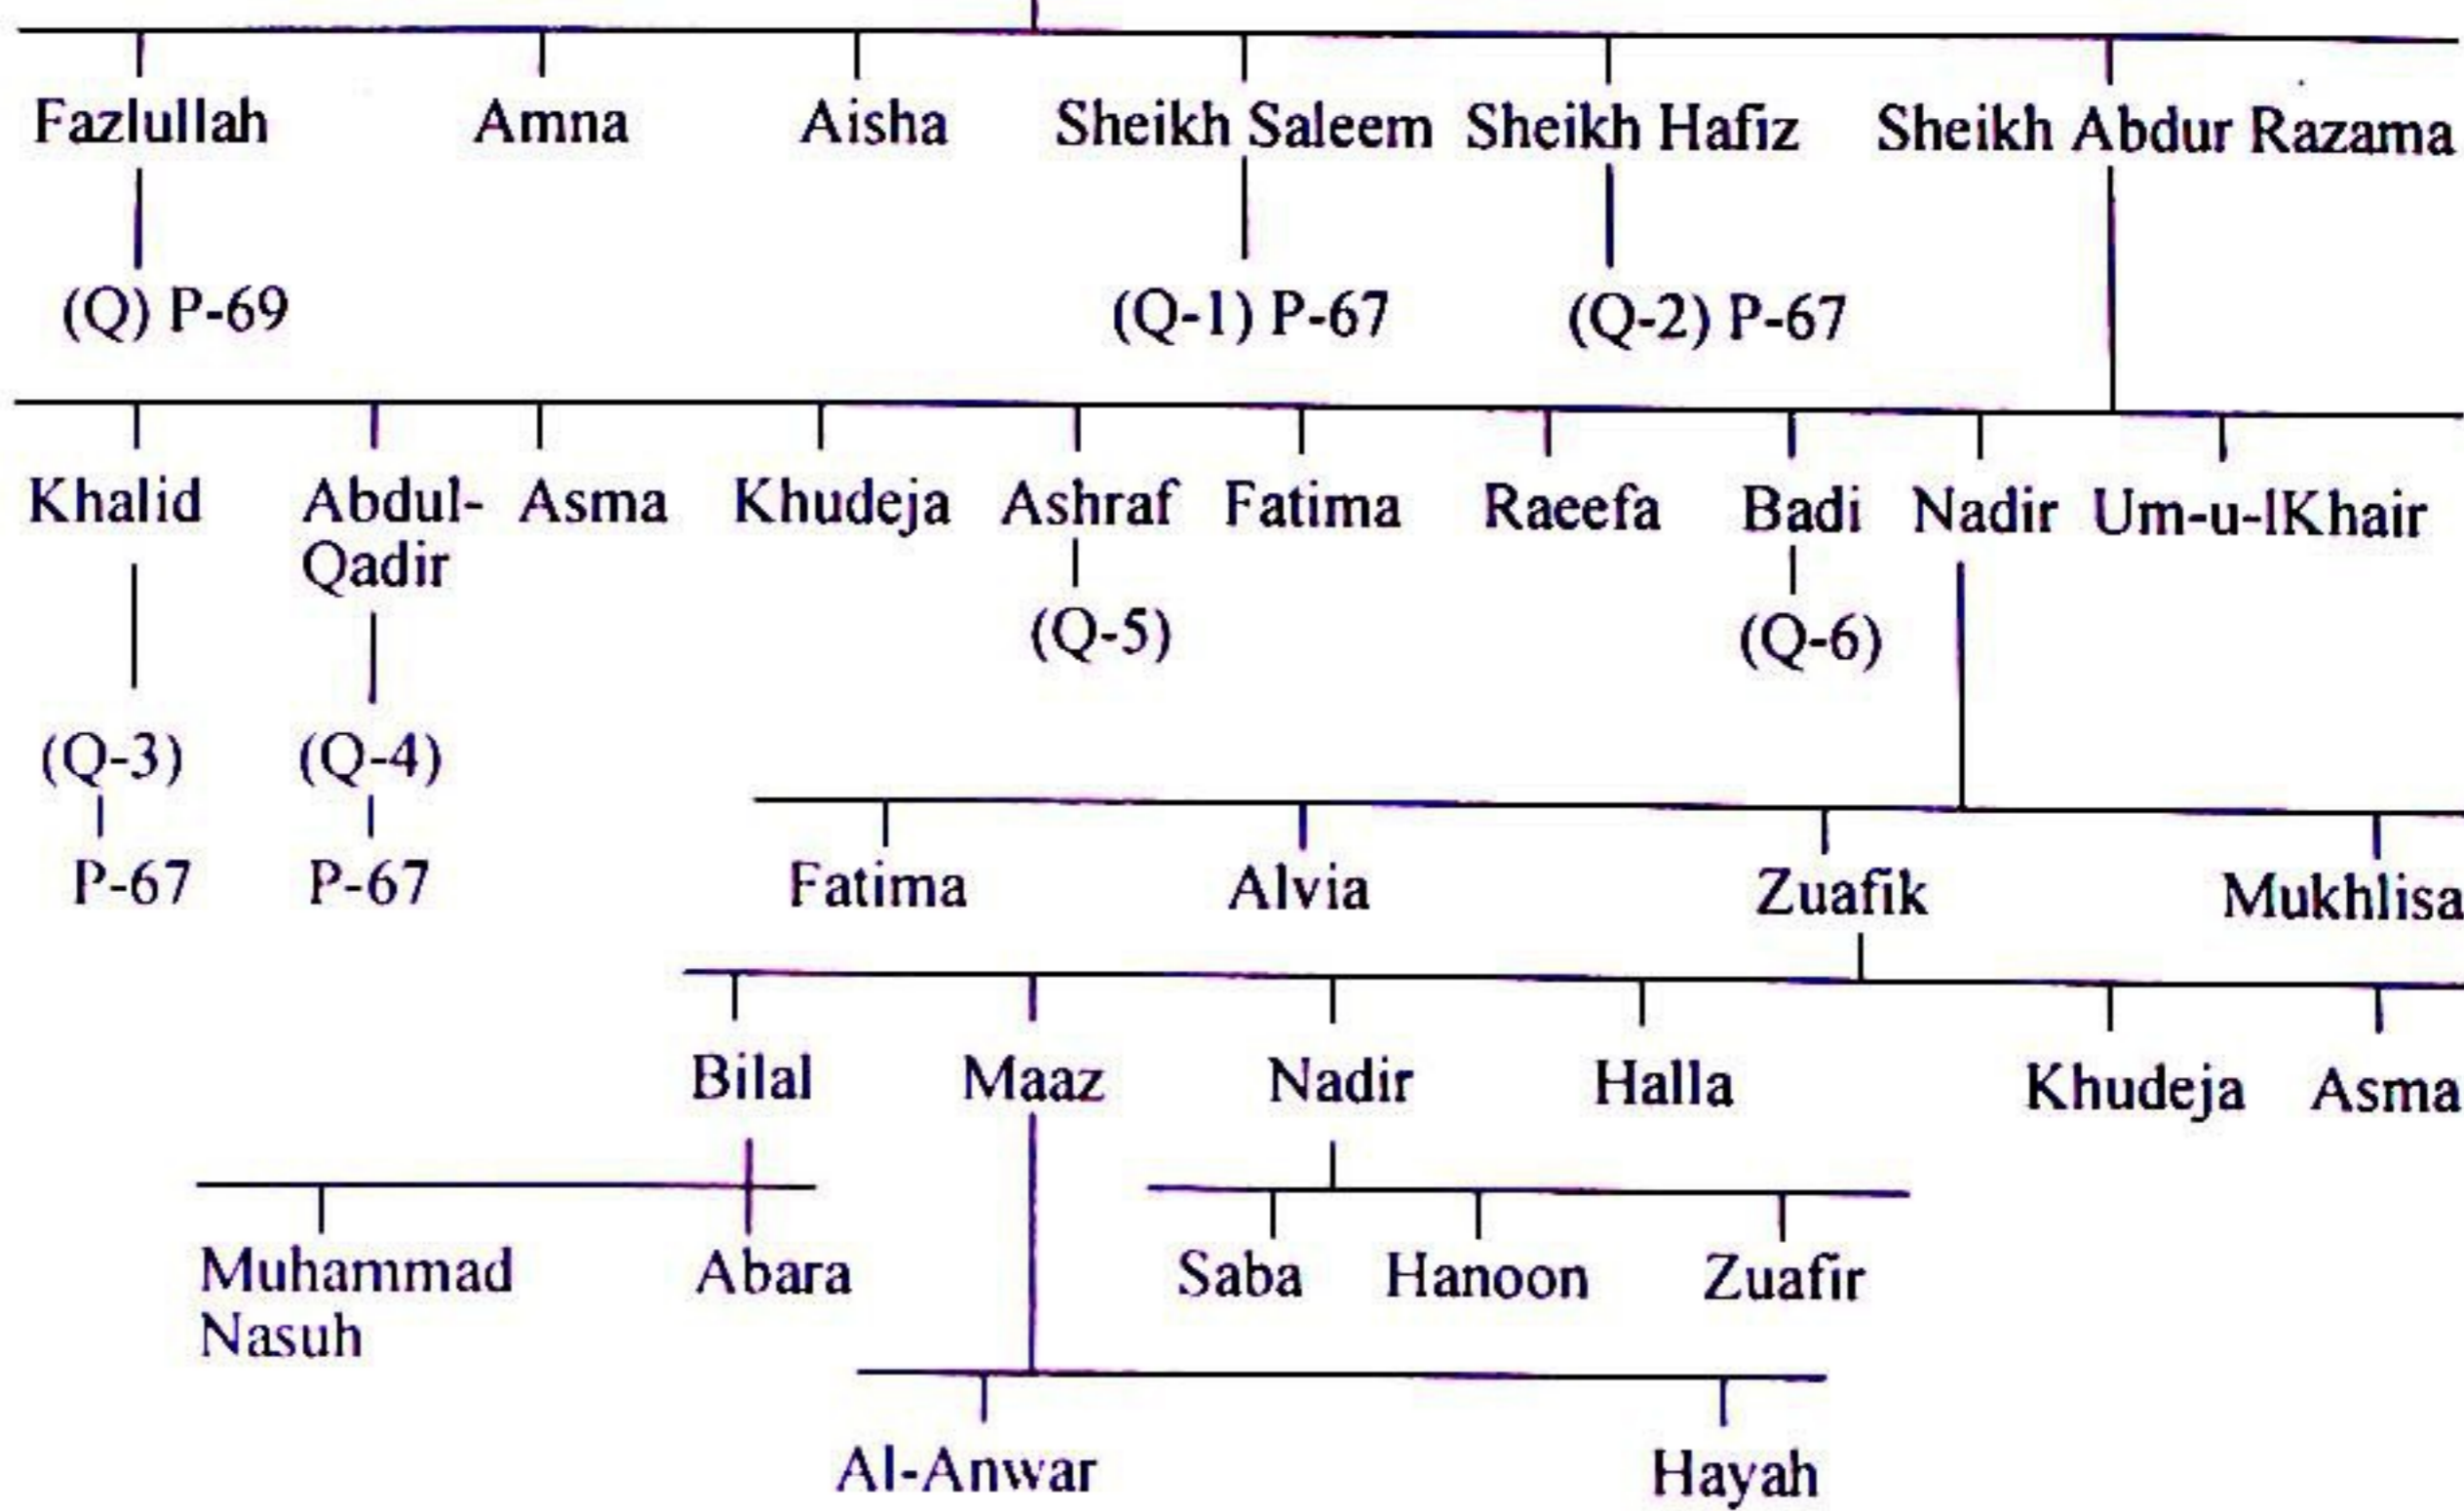 Fazlullah Amna Aisha Sheikh Saleem Sheikh Hafiz Sheikh Abdur Razama
(Q) P-69 (Q-1) P-67 (Q-2) P-67
Khalid Abdul- Asma Khudeja Ashraf Fatima Raeefa Badi Nadir Um-u-lKhair
Qadir
(Q-5) (Q-6)
(Q-3) (Q-4)
P-67 P-67 Fatima Alvia Zuafik Mukhlisa
Bilal Maaz Nadir Halla Khudeja Asma
Muhammad Abara Saba Hanoon Zuafir
Nasuh
Al-Anwar Hayah